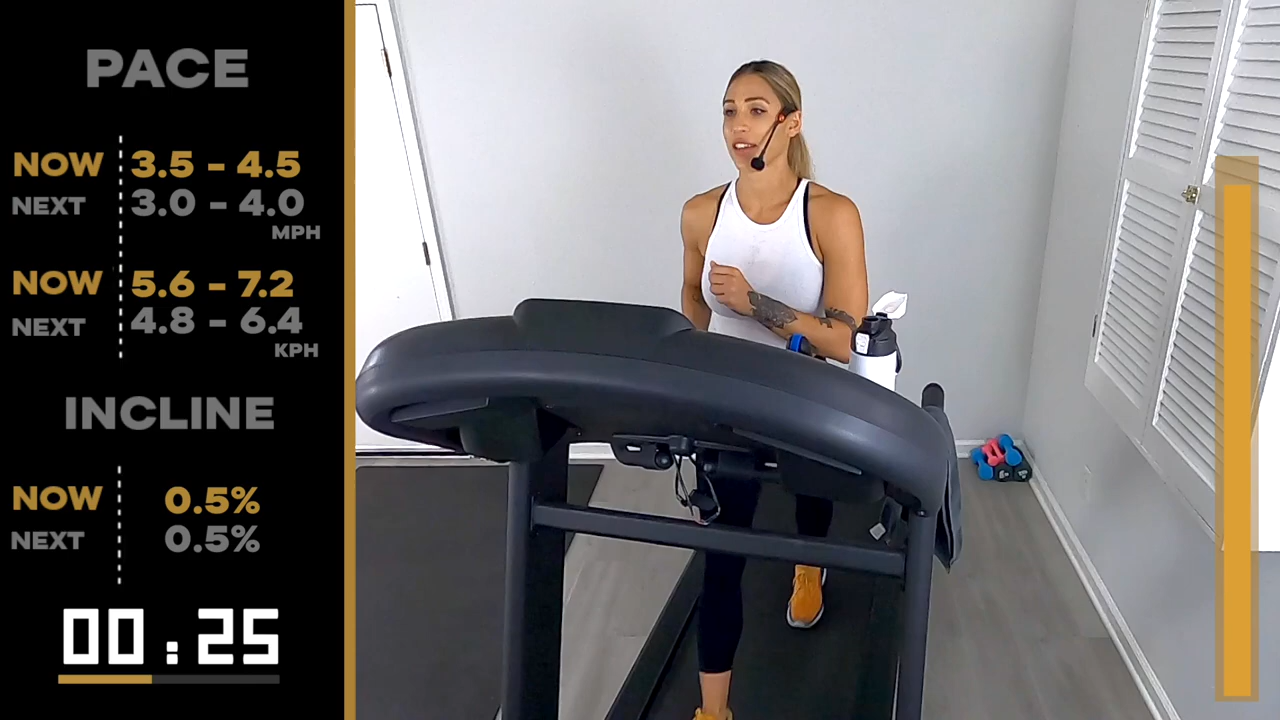 PACE
NOW 3.5 - 4.5
NEXT 3.0 - 4.0
MPH
NOW 5.6 - 7.2
NEXT 4.8 - 6.4
KPH
INCLINE
NOW 0.5%
NEXT 0.5%
00:25